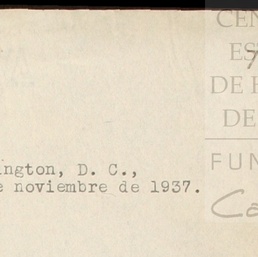 ington, D. C.,
e noviembre de 1937.
CEN
ES
DE E
DE
FUN
Ca